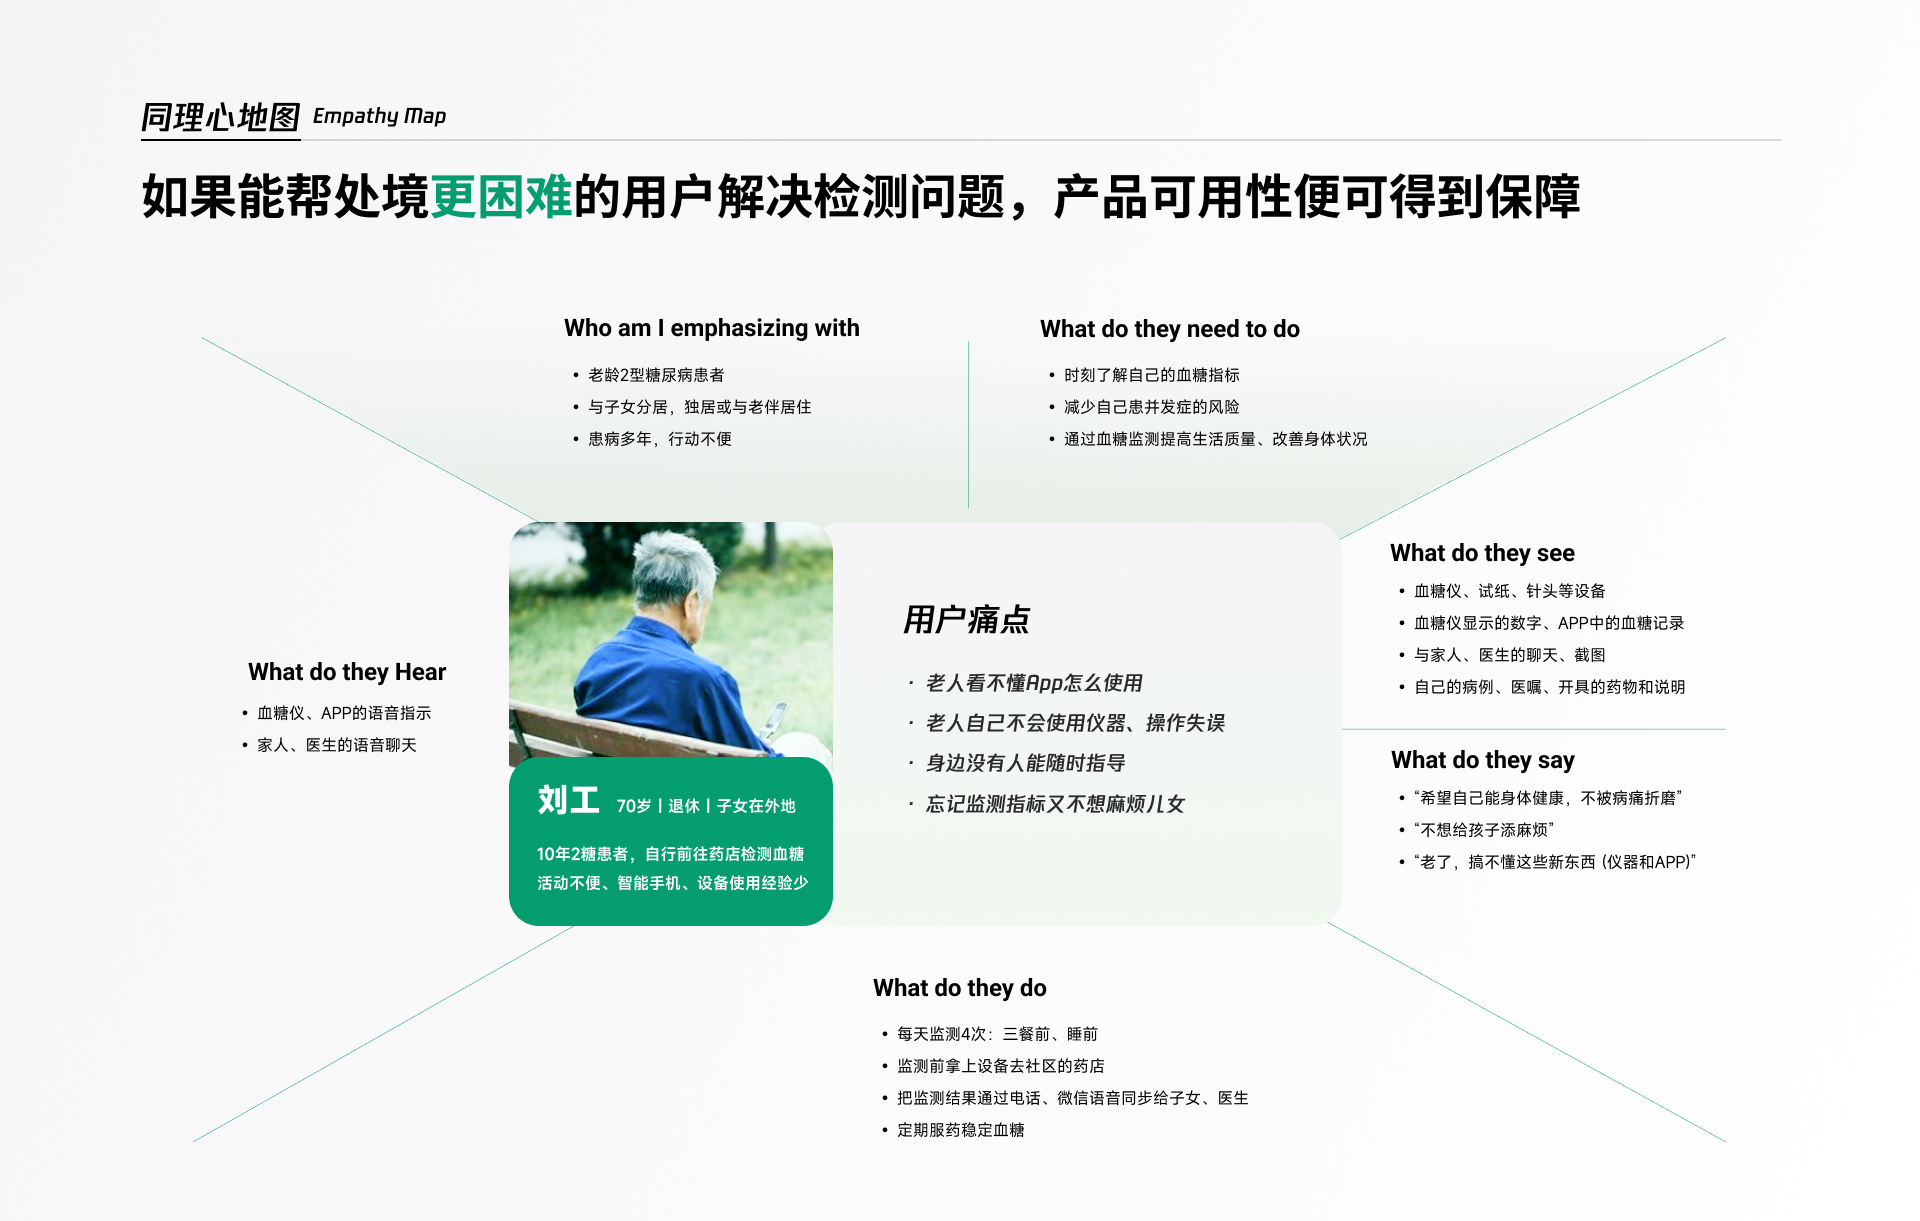 同理心地图 Empathy Map
如果能帮处境更困难的用户解决检测问题，产品可用性便可得到保障
Who am I emphasizing with
• 老龄2型糖尿病患者
• 与子女分居，独居或与老伴居住
• 患病多年，行动不便
What do they need to do
• 时刻了解自己的血糖指标
• 减少自己患并发症的风险
• 通过血糖监测提高生活质量、改善身体状况
What do they see
• 血糖仪、试纸、针头等设备
• 血糖仪显示的数字、APP中的血糖记录
• 与家人、医生的聊天、截图
• 自己的病例、医嘱、开具的药物和说明
What do they Hear
• 血糖仪、APP的语音指示
• 家人、医生的语音聊天
用户痛点
· 老人看不懂App怎么使用
· 老人自己不会使用仪器、操作失误
· 身边没有人能随时指导
· 忘记监测指标又不想麻烦儿女
刘工 70岁丨退休丨子女在外地
10年2糖患者，自行前往药店检测血糖
活动不便、智能手机、设备使用经验少
What do they say
• “希望自己能身体健康，不被病痛折磨”
• “不想给孩子添麻烦”
• “老了，搞不懂这些新东西 (仪器和APP)”
What do they do
• 每天监测4次：三餐前、睡前
• 监测前拿上设备去社区的药店
• 把监测结果通过电话、微信语音同步给子女、医生
• 定期服药稳定血糖